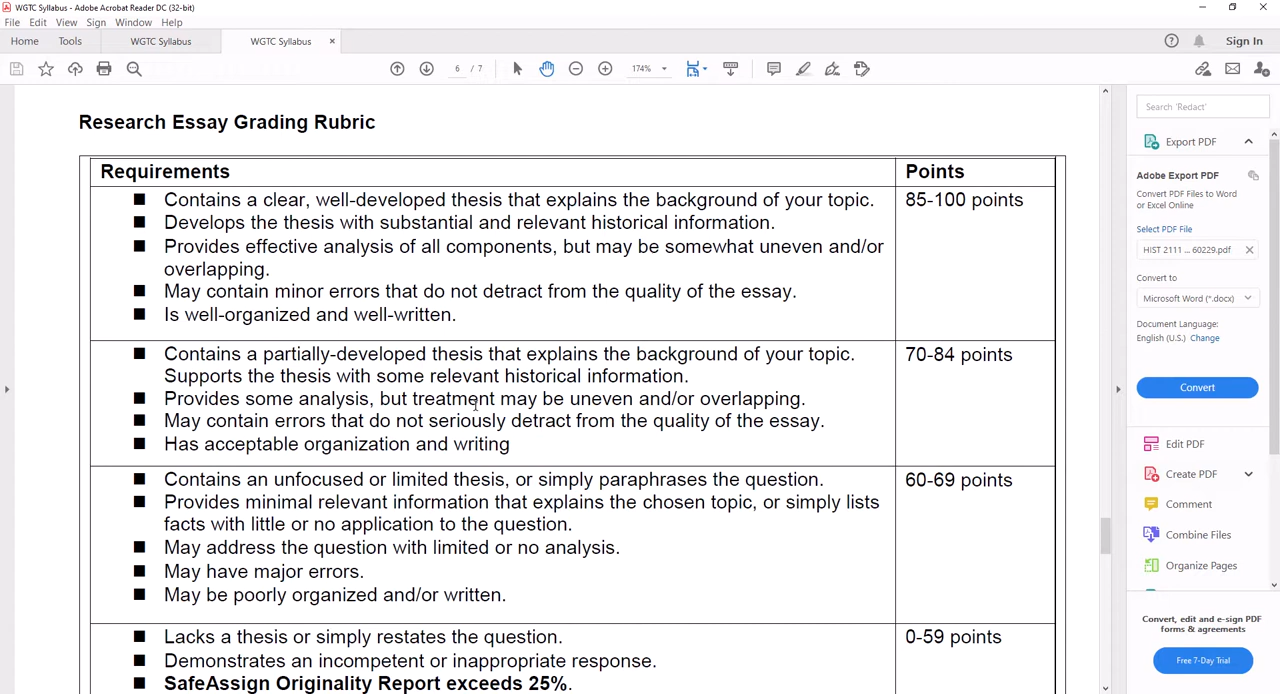 WGTC Syllabus - Adobe Acrobat Reader DC (32-bit)
File Edit View Sign Window Help
Home Tools WGTC Syllabus WGTC Syllabus × Sign In
6 / 7 174%
Research Essay Grading Rubric
Requirements Points
■ Contains a clear, well-developed thesis that explains the background of your topic. 85-100 points
■ Develops the thesis with substantial and relevant historical information.
■ Provides effective analysis of all components, but may be somewhat uneven and/or
overlapping.
■ May contain minor errors that do not detract from the quality of the essay.
■ Is well-organized and well-written.
■ Contains a partially-developed thesis that explains the background of your topic. 70-84 points
Supports the thesis with some relevant historical information.
■ Provides some analysis, but treatment may be uneven and/or overlapping.
■ May contain errors that do not seriously detract from the quality of the essay.
■ Has acceptable organization and writing
■ Contains an unfocused or limited thesis, or simply paraphrases the question. 60-69 points
■ Provides minimal relevant information that explains the chosen topic, or simply lists
facts with little or no application to the question.
■ May address the question with limited or no analysis.
■ May have major errors.
■ May be poorly organized and/or written.
■ Lacks a thesis or simply restates the question. 0-59 points
■ Demonstrates an incompetent or inappropriate response.
■ SafeAssign Originality Report exceeds 25%.
Search 'Redact'
Export PDF
Adobe Export PDF
Convert PDF Files to Word
or Excel Online
Select PDF File
HIST 2111 ... 60229.pdf
Convert to
Microsoft Word (*.docx)
Document Language:
English (U.S.) Change
Convert
Edit PDF
Create PDF
Comment
Combine Files
Organize Pages
Convert, edit and e-sign PDF
forms & agreements
Free 7-Day Trial